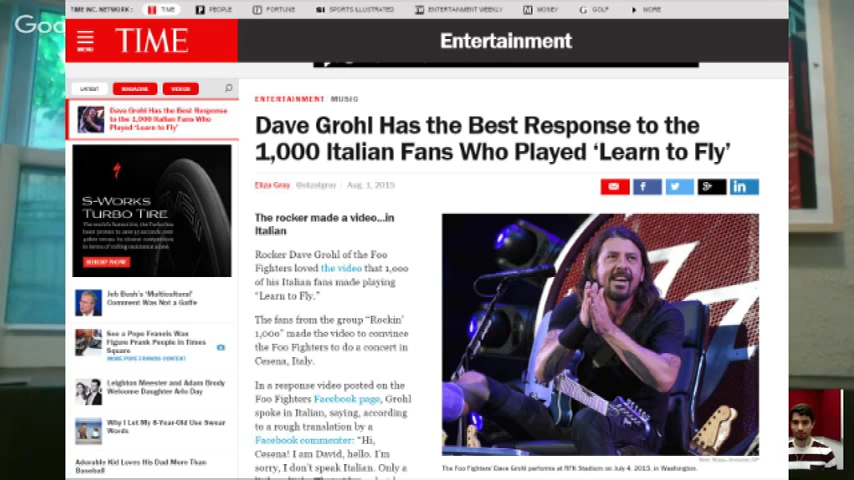 God
TIME INC. NETWORK:
TIME
PEOPLE
FORTUNE
SPORTS ILLUSTRATED
ENTERTAINMENT WEEKLY
MONEY
GOLF
MORE
MENU
TIME
Entertainment
LATEST
MAGAZINE
VIDEOS
Dave Grohl Has the Best Response
to the 1,000 Italian Fans Who
Played 'Learn to Fly'
S-WORKS
TURBO TIRE
SHOP NOW
Jeb Bush's 'Multicultural'
Comment Was Not a Gaffe
See a Pope Francis Wax
Figure Prank People in Times
Square
MORE POPE FRANCIS CONTENT
Leighton Meester and Adam Brody
Welcome Daughter Arlo Day
Why I Let My 8-Year-Old Use Swear
Words
Adorable Kid Loves His Dad More Than
Baseball
ENTERTAINMENT MUSIC
Dave Grohl Has the Best Response to the
1,000 Italian Fans Who Played 'Learn to Fly'
Eliza Gray @elizalgray Aug. 1, 2015
The rocker made a video...in
Italian
Rocker Dave Grohl of the Foo
Fighters loved the video that 1,000
of his Italian fans made playing
"Learn to Fly."
The fans from the group "Rockin'
1,000" made the video to convince
the Foo Fighters to do a concert in
Cesena, Italy.
In a response video posted on the
Foo Fighters Facebook page, Grohl
spoke in Italian, saying, according
to a rough translation by a
Facebook commenter: "Hi,
Cesena! I am David, hello. I'm
sorry, I don't speak Italian. Only a
The Foo Fighters' Dave Grohl performs at RFK Stadium on July 4, 2015, in Washington.